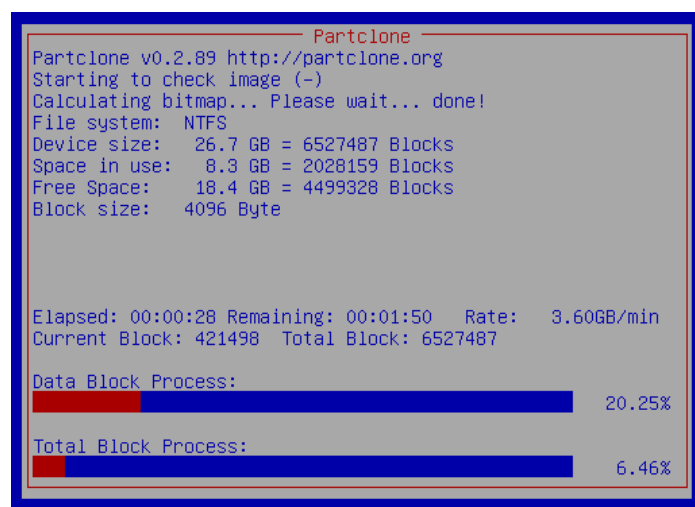 Partclone
Partclone v0.2.89 http://partclone.org
Starting to check image (-)
Calculating bitmap... Please wait... done!
File system:  NTFS
Device size:   26.7 GB = 6527487 Blocks
Space in use:   8.3 GB = 2028159 Blocks
Free Space:    18.4 GB = 4499328 Blocks
Block size:   4096 Byte
Elapsed: 00:00:28 Remaining: 00:01:50   Rate:   3.60GB/min
Current Block: 421498  Total Block: 6527487
Data Block Process:
20.25%
Total Block Process:
6.46%